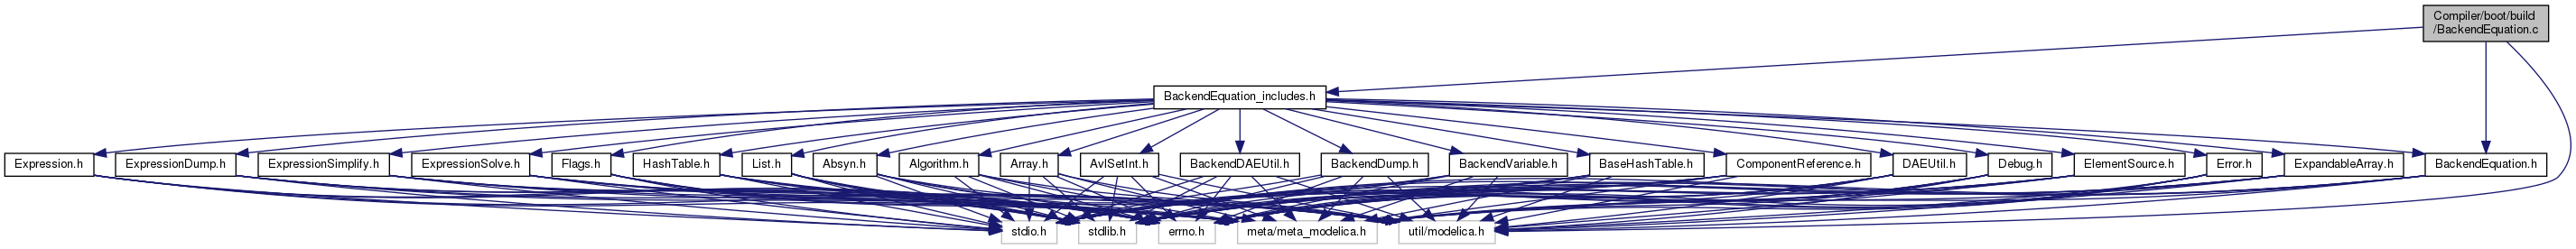 Compiler/boot/build
/BackendEquation.c
BackendEquation_includes.h
Expression.h
ExpressionDump.h
ExpressionSimplify.h
ExpressionSolve.h
Flags.h
HashTable.h
List.h
Absyn.h
Algorithm.h
Array.h
AvlSetInt.h
BackendDAEUtil.h
BackendDump.h
BackendVariable.h
BaseHashTable.h
ComponentReference.h
DAEUtil.h
Debug.h
ElementSource.h
Error.h
ExpandableArray.h
BackendEquation.h
stdio.h
stdlib.h
errno.h
meta/meta_modelica.h
util/modelica.h